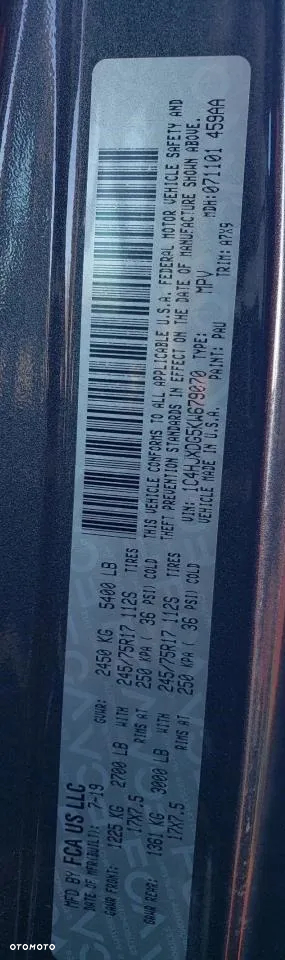 MFD BY FCA US LLC
DATE OF MFR(BUILT): 7-19 GVWR: 2450 KG 5400 LB
GAWR FRONT: 1225 KG 2700 LB WITH 245/75R17 112S TIRES
17X7.5 RIMS AT 250 KPA ( 36 PSI) COLD
GAWR REAR: 1361 KG 3000 LB WITH 245/75R17 112S TIRES
17X7.5 RIMS AT 250 KPA ( 36 PSI) COLD
THIS VEHICLE CONFORMS TO ALL APPLICABLE U.S.A. FEDERAL MOTOR VEHICLE SAFETY AND
THEFT PREVENTION STANDARDS IN EFFECT ON THE DATE OF MANUFACTURE SHOWN ABOVE.
VIN: 1C4HJXDG5KW679070 TYPE: MPV MDH:071101 459AA
VEHICLE MADE IN U.S.A. PAINT: PAU TRIM: A7X9
OTOMOTO